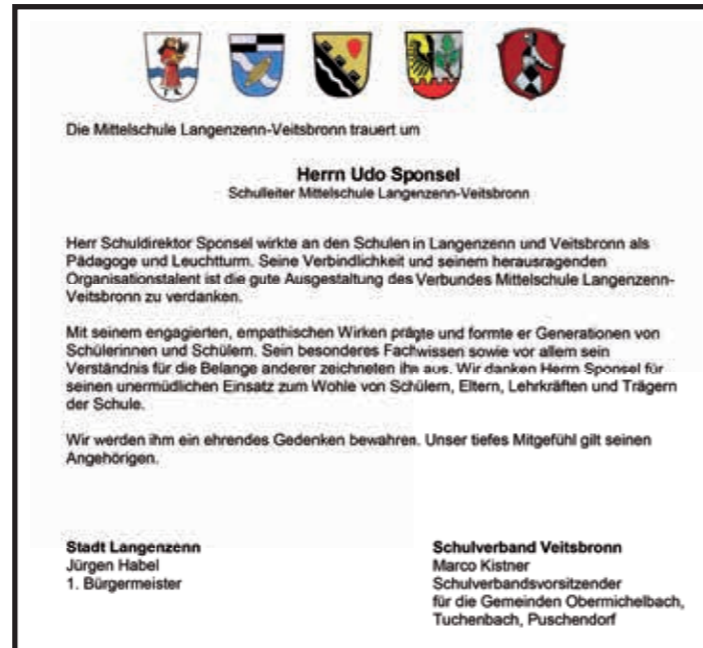 Die Mittelschule Langenzenn-Veitsbronn trauert um
Herrn Udo Sponsel
Schulleiter Mittelschule Langenzenn-Veitsbronn
Herr Schuldirektor Sponsel wirkte an den Schulen in Langenzenn und Veitsbronn als
Pädagoge und Leuchtturm. Seine Verbindlichkeit und seinem herausragenden
Organisationstalent ist die gute Ausgestaltung des Verbundes Mittelschule Langenzenn-
Veitsbronn zu verdanken.
Mit seinem engagierten, empathischen Wirken prägte und formte er Generationen von
Schülerinnen und Schülern. Sein besonderes Fachwissen sowie vor allem sein
Verständnis für die Belange anderer zeichneten ihn aus. Wir danken Herrn Sponsel für
seinen unermüdlichen Einsatz zum Wohle von Schülern, Eltern, Lehrkräften und Trägern
der Schule.
Wir werden ihm ein ehrendes Gedenken bewahren. Unser tiefes Mitgefühl gilt seinen
Angehörigen.
Stadt Langenzenn
Jürgen Habel
1. Bürgermeister
Schulverband Veitsbronn
Marco Kistner
Schulverbandsvorsitzender
für die Gemeinden Obermichelbach,
Tuchenbach, Puschendorf